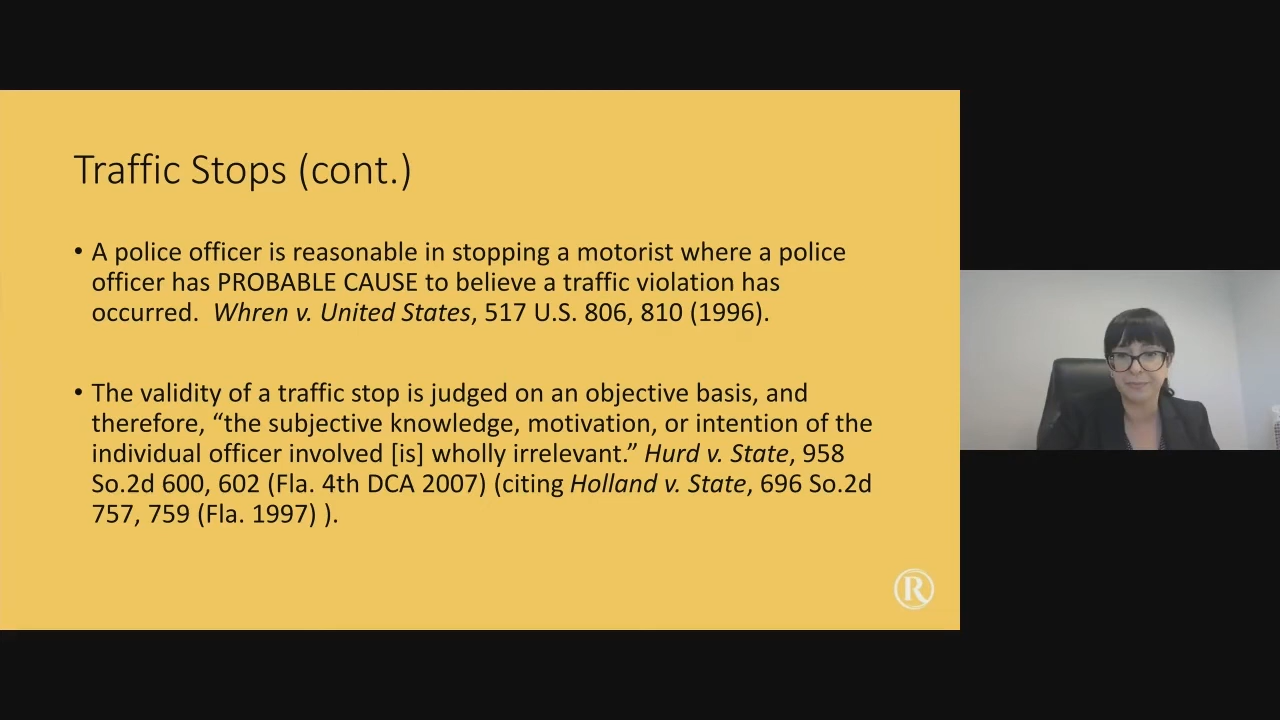 Traffic Stops (cont.)
• A police officer is reasonable in stopping a motorist where a police
officer has PROBABLE CAUSE to believe a traffic violation has
occurred.  Whren v. United States, 517 U.S. 806, 810 (1996).
• The validity of a traffic stop is judged on an objective basis, and
therefore, “the subjective knowledge, motivation, or intention of the
individual officer involved [is] wholly irrelevant.” Hurd v. State, 958
So.2d 600, 602 (Fla. 4th DCA 2007) (citing Holland v. State, 696 So.2d
757, 759 (Fla. 1997) ).
R